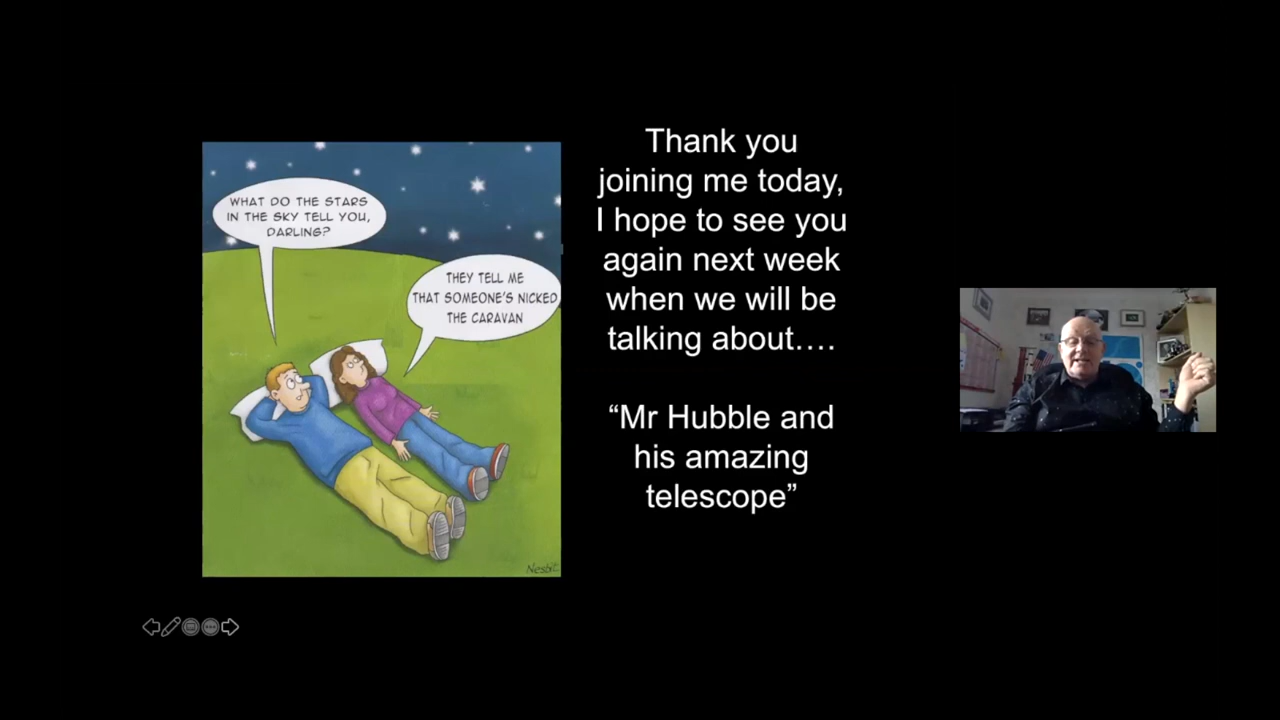 WHAT DO THE STARS
IN THE SKY TELL YOU,
DARLING?
THEY TELL ME
THAT SOMEONE'S NICKED
THE CARAVAN
Thank you
joining me today,
I hope to see you
again next week
when we will be
talking about….
“Mr Hubble and
his amazing
telescope”